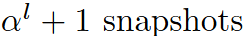 α^l + 1 snapshots